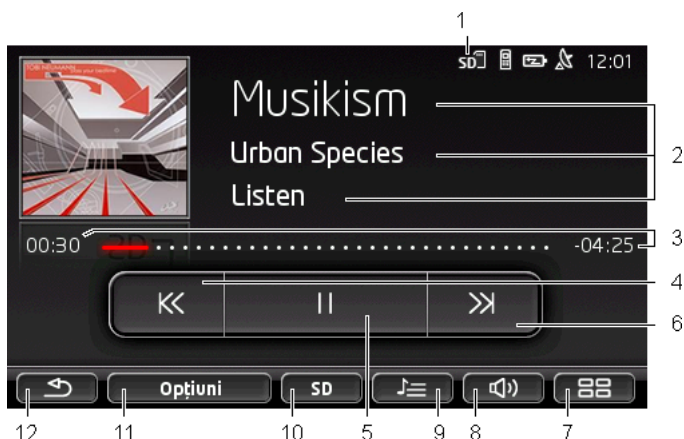 1
SD 12:01
Musikism
Urban Species
2
Listen
3
00:30 -04:25
4
6
Opțiuni SD
12 11 10 5 9 8 7